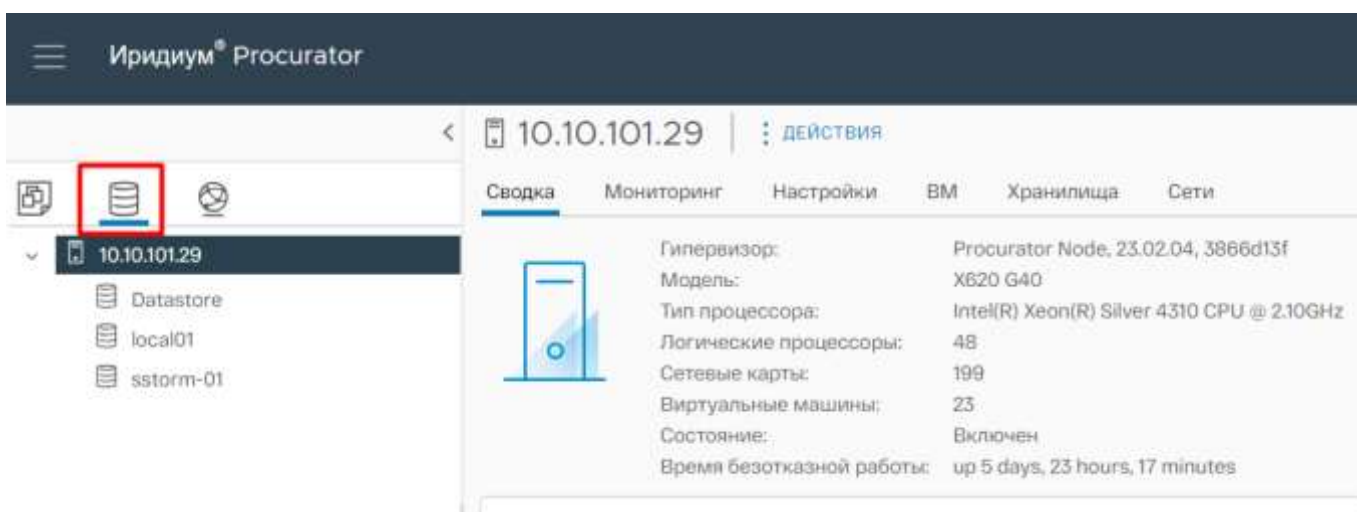 Иридиум® Procurator
10.10.101.29
ДЕЙСТВИЯ
Сводка Мониторинг Настройки ВМ Хранилища Сети
10.10.101.29
Datastore
local01
sstorm-01
Гипервизор: Procurator Node, 23.02.04, 3866d13f
Модель: X620 G40
Тип процессора: Intel(R) Xeon(R) Silver 4310 CPU @ 2.10GHz
Логические процессоры: 48
Сетевые карты: 199
Виртуальные машины: 23
Состояние: Включен
Время безотказной работы: up 5 days, 23 hours, 17 minutes